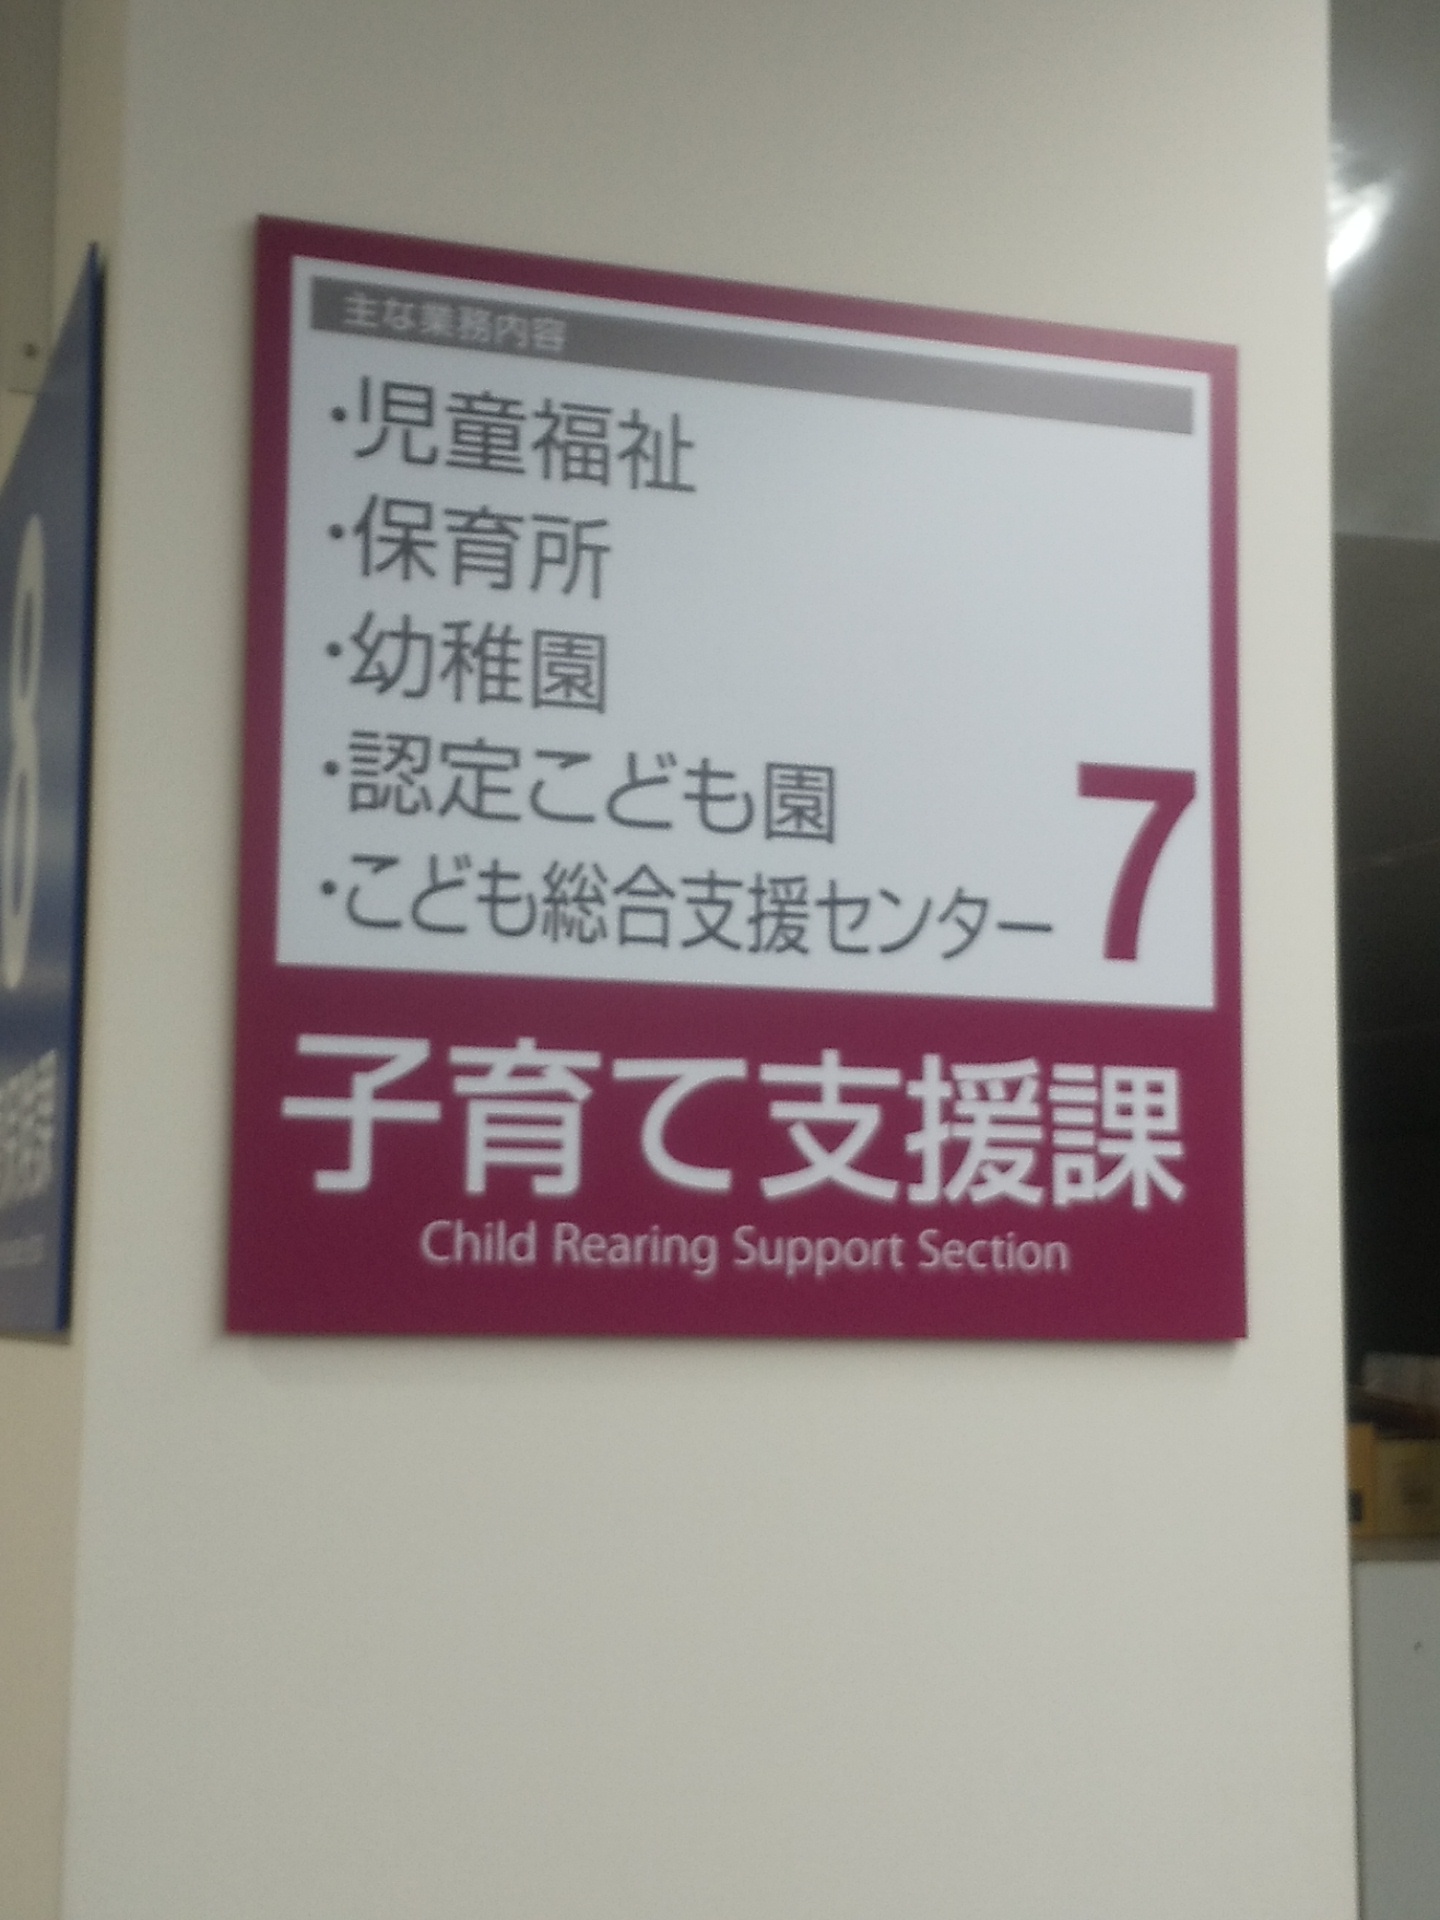 主な業務内容
・児童福祉
・保育所
・幼稚園
・認定こども園
・こども総合支援センター
7
子育て支援課
Child Rearing Support Section
8